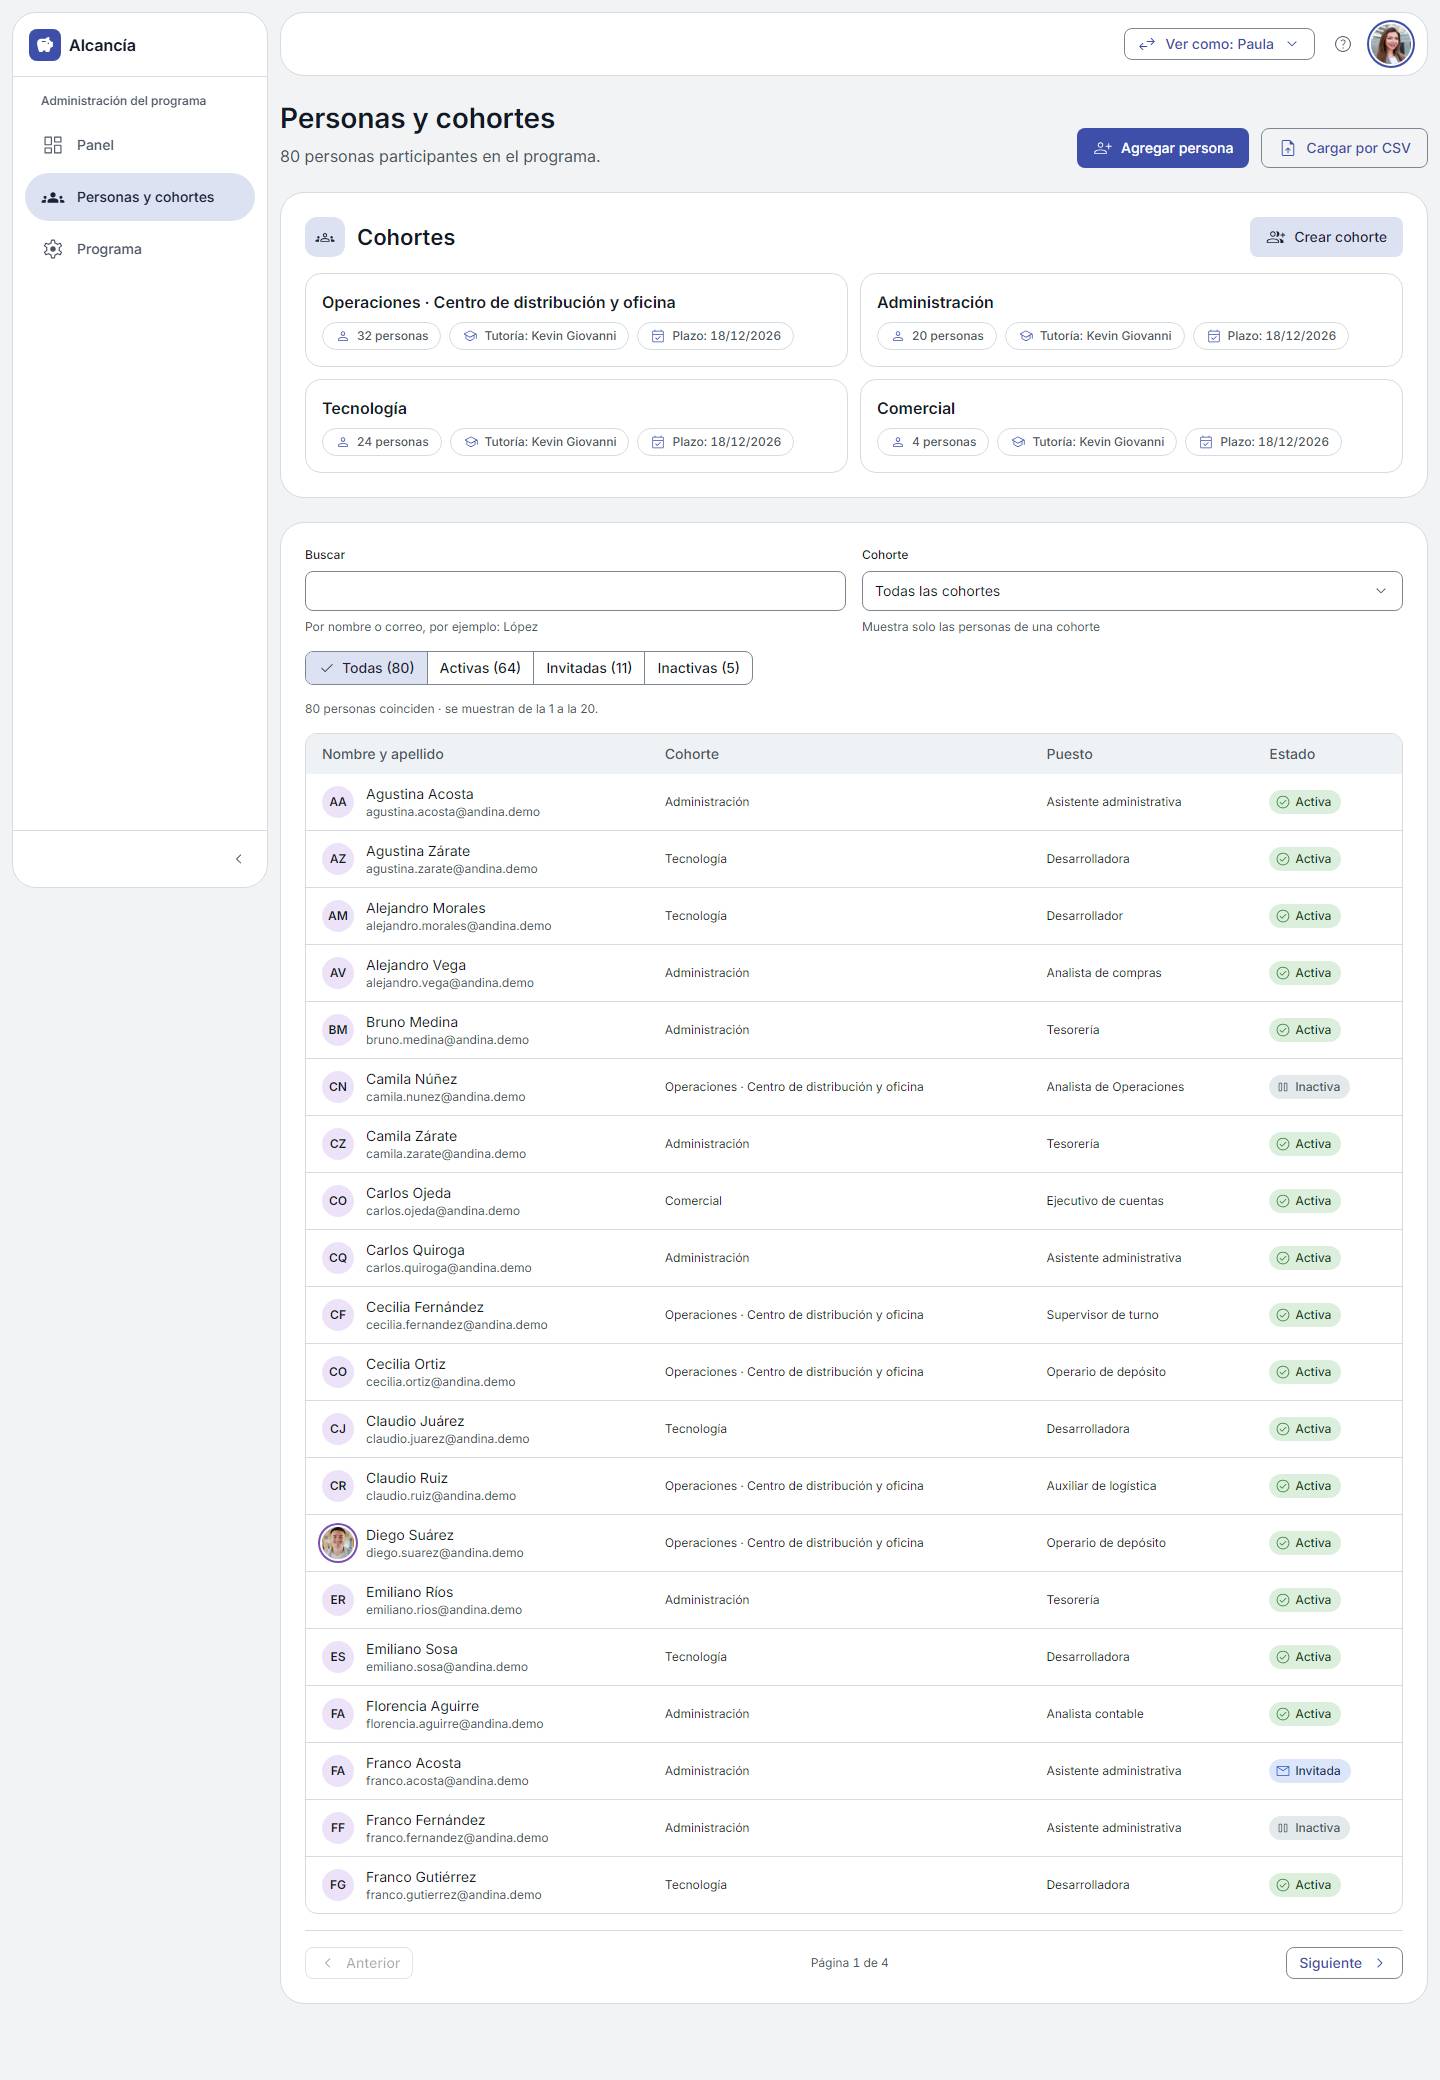 Alcancía
Ver como: Paula
Administración del programa
Panel
Personas y cohortes
Programa
Personas y cohortes
80 personas participantes en el programa.
Agregar persona
Cargar por CSV
Cohortes
Crear cohorte
Operaciones · Centro de distribución y oficina
32 personas Tutoría: Kevin Giovanni Plazo: 18/12/2026
Administración
20 personas Tutoría: Kevin Giovanni Plazo: 18/12/2026
Tecnología
24 personas Tutoría: Kevin Giovanni Plazo: 18/12/2026
Comercial
4 personas Tutoría: Kevin Giovanni Plazo: 18/12/2026
Buscar
Por nombre o correo, por ejemplo: López
Cohorte
Todas las cohortes
Muestra solo las personas de una cohorte
Todas (80) Activas (64) Invitadas (11) Inactivas (5)
80 personas coinciden · se muestran de la 1 a la 20.
Nombre y apellido Cohorte Puesto Estado
AA Agustina Acosta Administración Asistente administrativa Activa
agustina.acosta@andina.demo
AZ Agustina Zárate Tecnología Desarrolladora Activa
agustina.zarate@andina.demo
AM Alejandro Morales Tecnología Desarrollador Activa
alejandro.morales@andina.demo
AV Alejandro Vega Administración Analista de compras Activa
alejandro.vega@andina.demo
BM Bruno Medina Administración Tesorería Activa
bruno.medina@andina.demo
CN Camila Núñez Operaciones · Centro de distribución y oficina Analista de Operaciones Inactiva
camila.nunez@andina.demo
CZ Camila Zárate Administración Tesorería Activa
camila.zarate@andina.demo
CO Carlos Ojeda Comercial Ejecutivo de cuentas Activa
carlos.ojeda@andina.demo
CQ Carlos Quiroga Administración Asistente administrativa Activa
carlos.quiroga@andina.demo
CF Cecilia Fernández Operaciones · Centro de distribución y oficina Supervisor de turno Activa
cecilia.fernandez@andina.demo
CO Cecilia Ortiz Operaciones · Centro de distribución y oficina Operario de depósito Activa
cecilia.ortiz@andina.demo
CJ Claudio Juárez Tecnología Desarrolladora Activa
claudio.juarez@andina.demo
CR Claudio Ruiz Operaciones · Centro de distribución y oficina Auxiliar de logística Activa
claudio.ruiz@andina.demo
Diego Suárez Operaciones · Centro de distribución y oficina Operario de depósito Activa
diego.suarez@andina.demo
ER Emiliano Ríos Administración Tesorería Activa
emiliano.rios@andina.demo
ES Emiliano Sosa Tecnología Desarrolladora Activa
emiliano.sosa@andina.demo
FA Florencia Aguirre Administración Analista contable Activa
florencia.aguirre@andina.demo
FA Franco Acosta Administración Asistente administrativa Invitada
franco.acosta@andina.demo
FF Franco Fernández Administración Asistente administrativa Inactiva
franco.fernandez@andina.demo
FG Franco Gutiérrez Tecnología Desarrolladora Activa
franco.gutierrez@andina.demo
Anterior Página 1 de 4 Siguiente